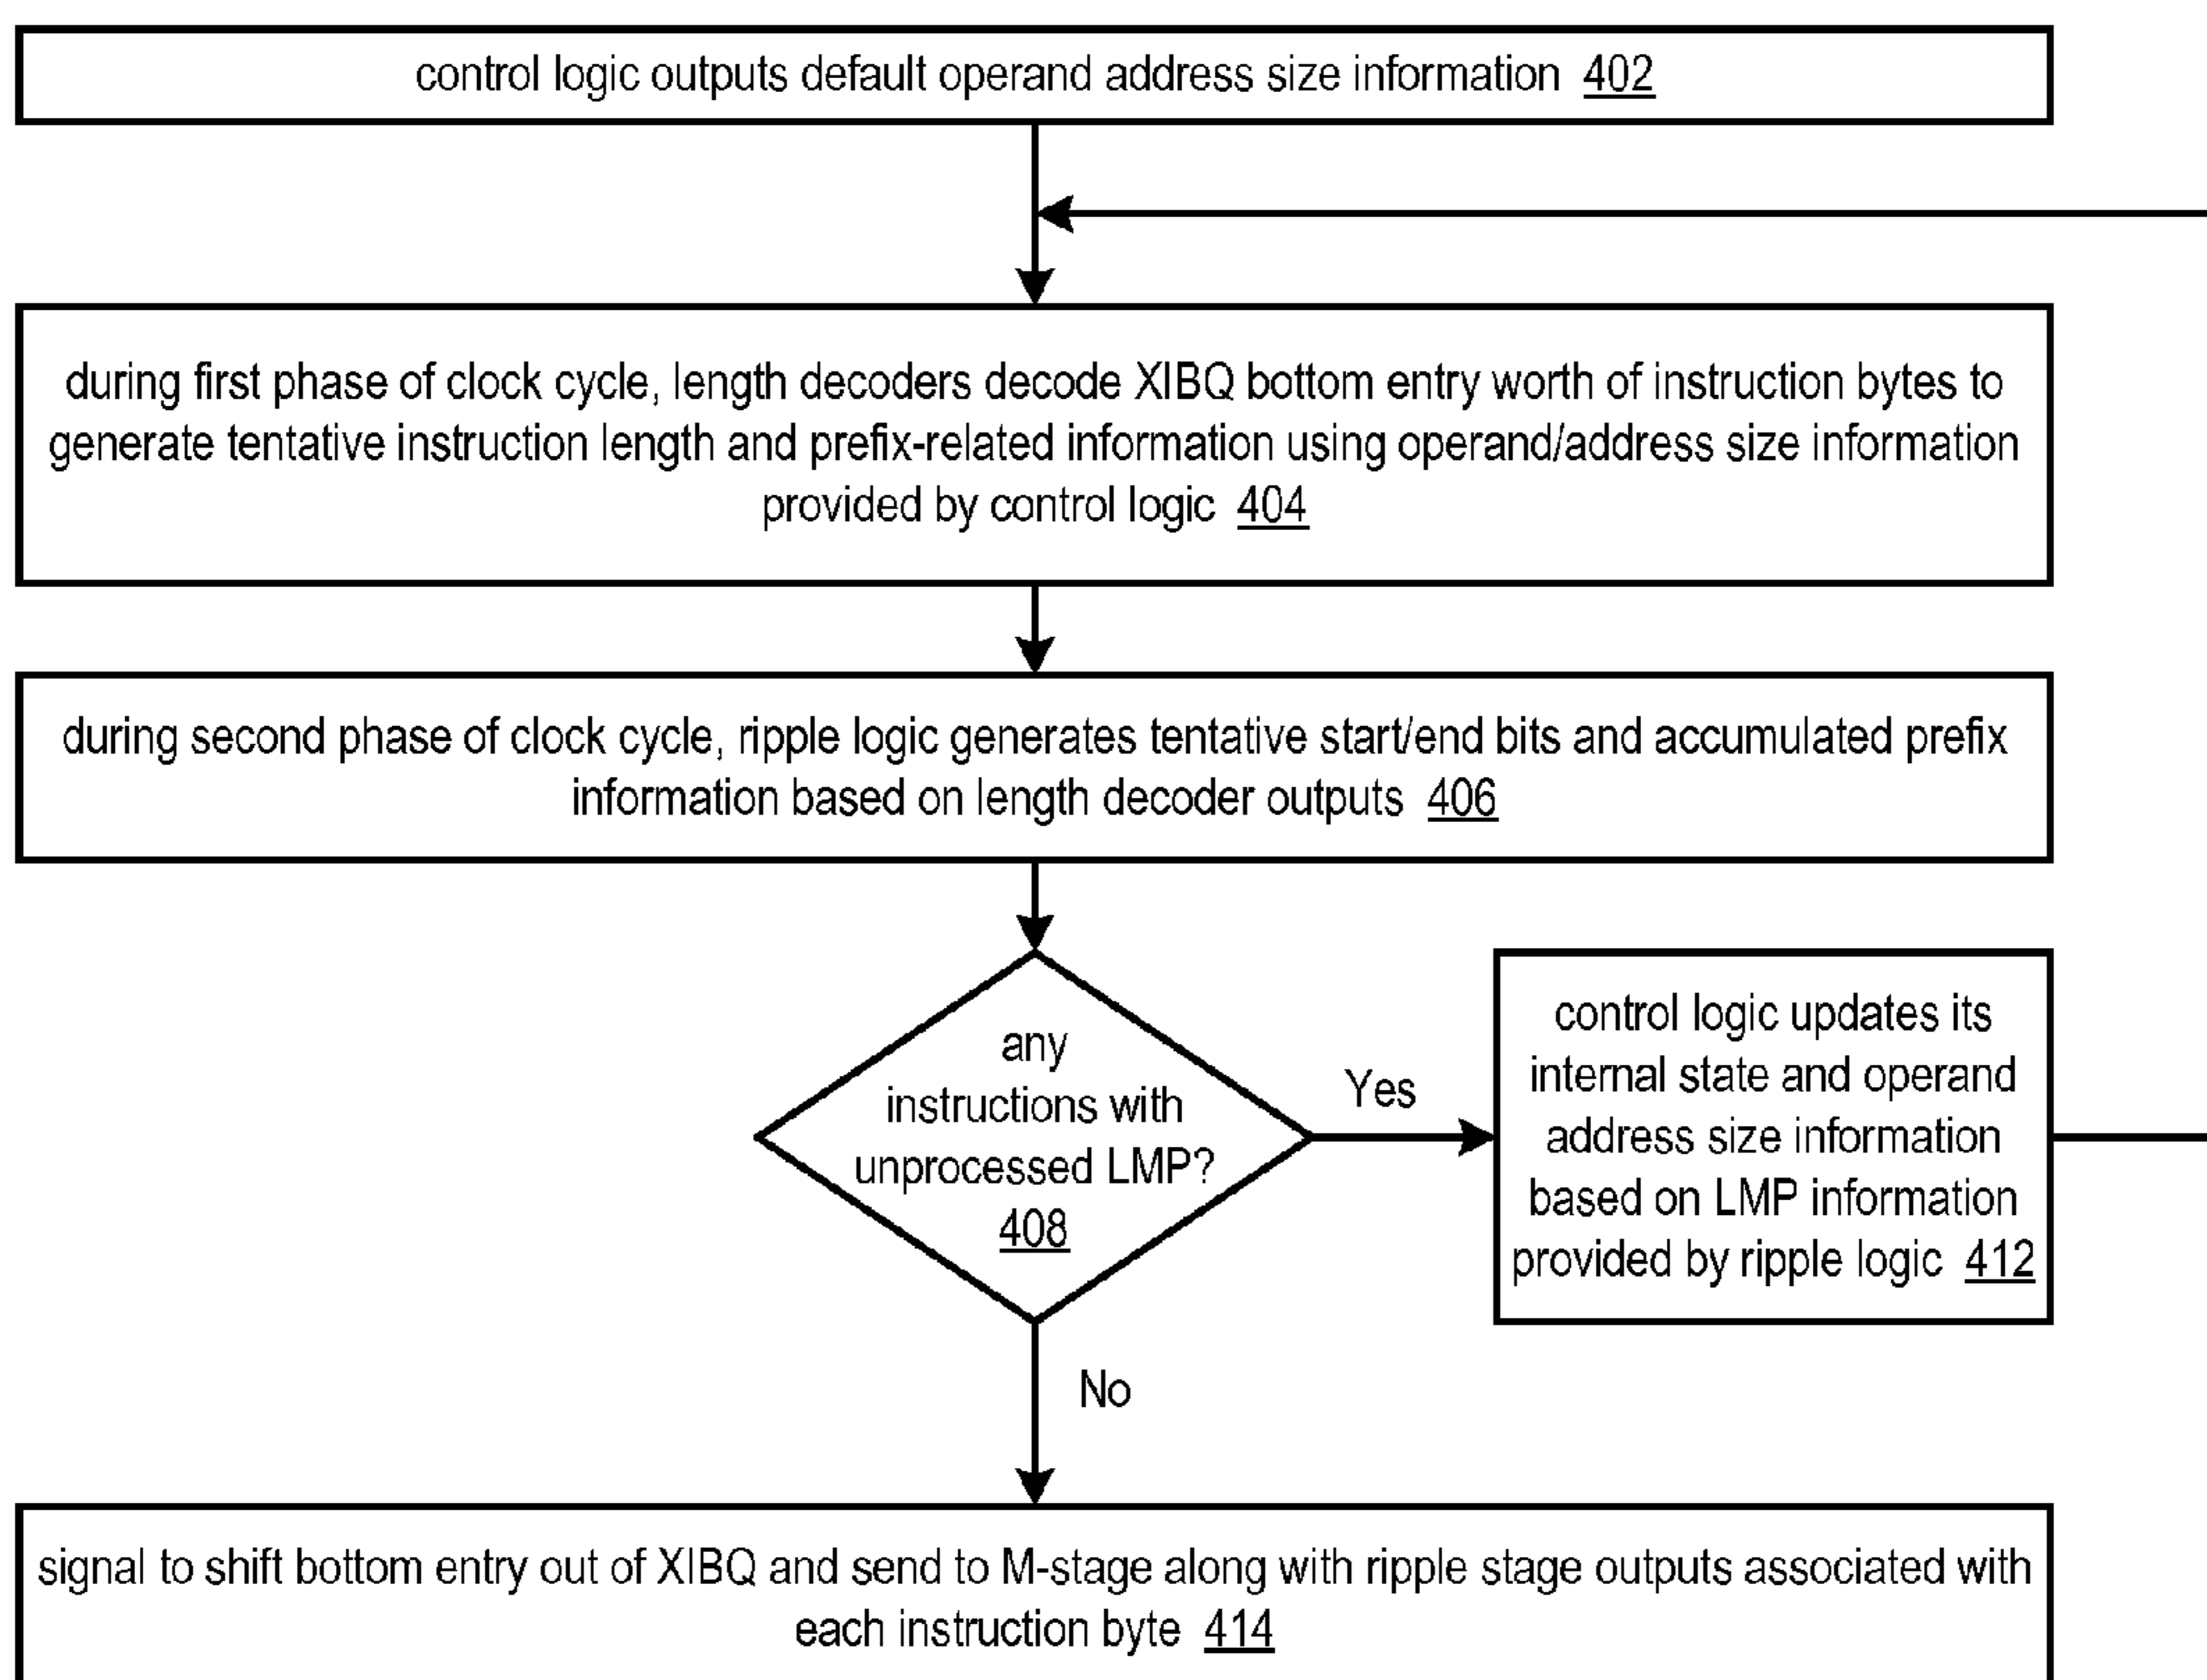 control logic outputs default operand address size information 402
during first phase of clock cycle, length decoders decode XIBQ bottom entry worth of instruction bytes to
generate tentative instruction length and prefix-related information using operand/address size information
provided by control logic 404
during second phase of clock cycle, ripple logic generates tentative start/end bits and accumulated prefix
information based on length decoder outputs 406
any
instructions with
unprocessed LMP?
408
Yes
control logic updates its
internal state and operand
address size information
based on LMP information
provided by ripple logic 412
No
signal to shift bottom entry out of XIBQ and send to M-stage along with ripple stage outputs associated with
each instruction byte 414